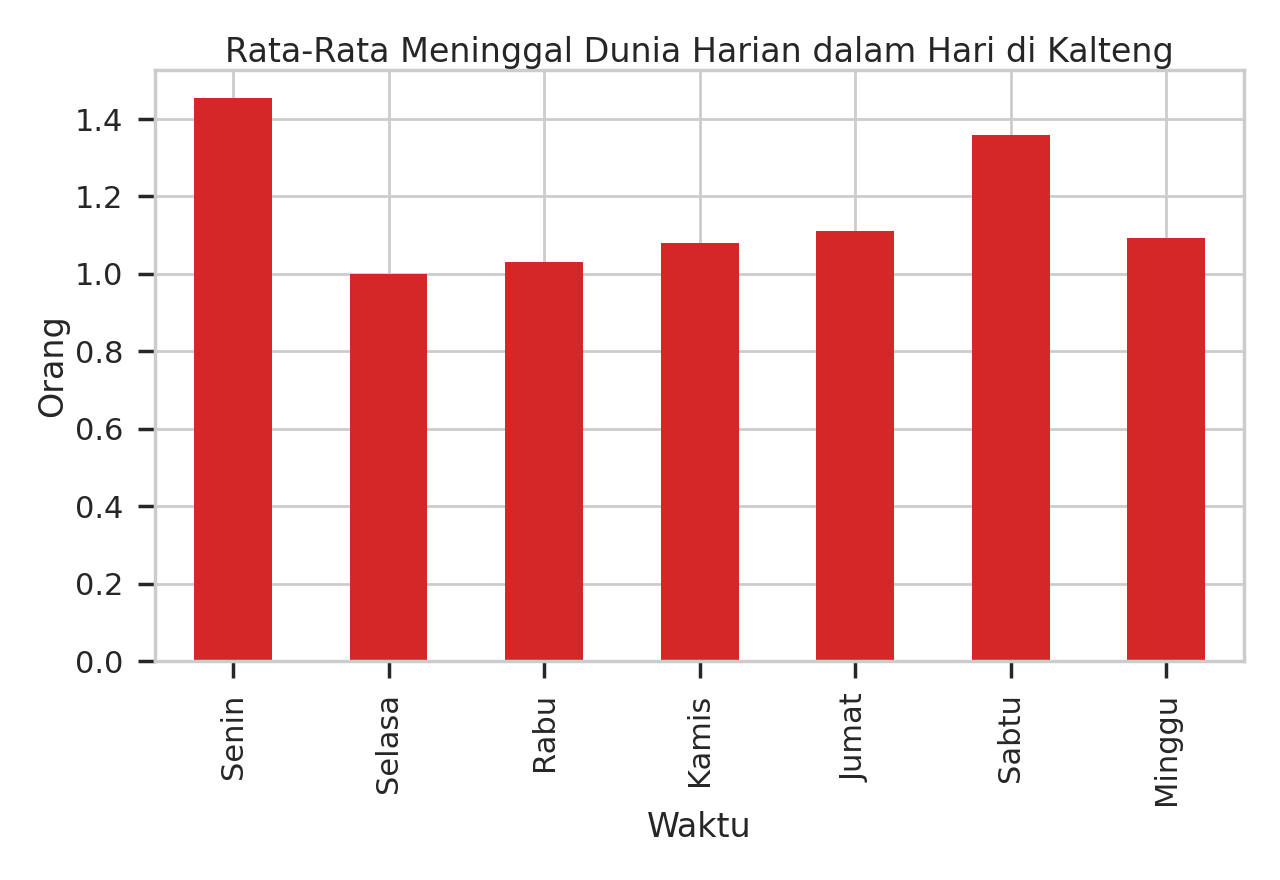 Rata-Rata Meninggal Dunia Harian dalam Hari di Kalteng
1.4
1.2
1.0
0.8
0.6
0.4
0.2
0.0
Orang
Senin
Selasa
Rabu
Kamis
Jumat
Sabtu
Minggu
Waktu